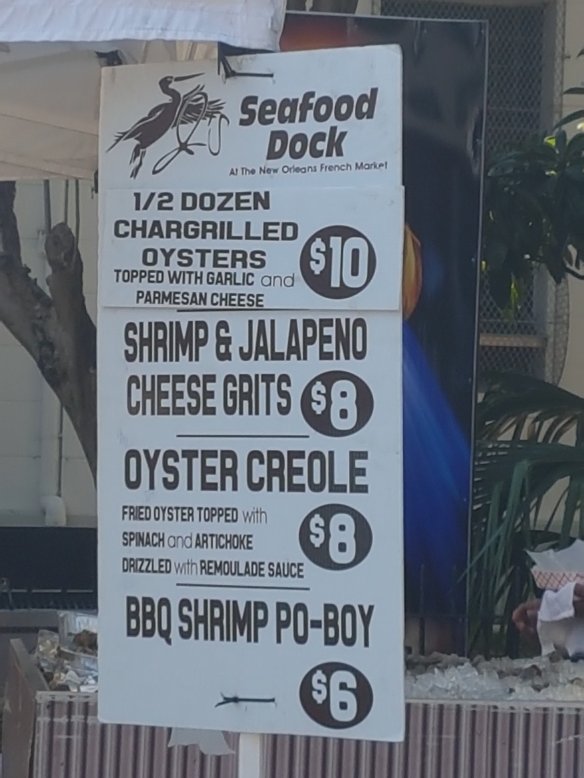 Seafood
Dock
At The New Orleans French Market
1/2 DOZEN
CHARGRILLED
OYSTERS
TOPPED WITH GARLIC and
PARMESAN CHEESE
$10
SHRIMP & JALAPENO
CHEESE GRITS $8
OYSTER CREOLE
FRIED OYSTER TOPPED with
SPINACH and ARTICHOKE
DRIZZLED with REMOULADE SAUCE
$8
BBQ SHRIMP PO-BOY
$6